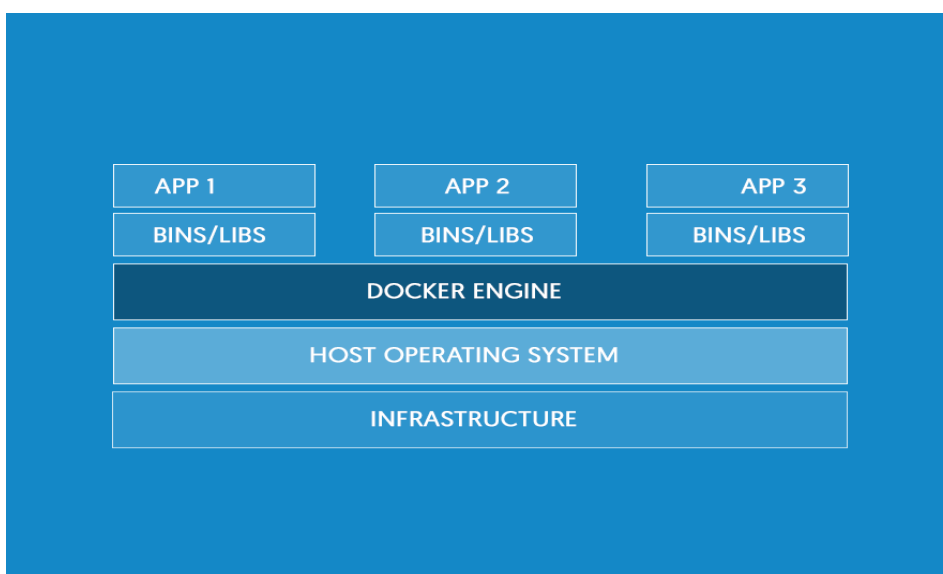 APP 1
APP 2
APP 3
BINS/LIBS
BINS/LIBS
BINS/LIBS
DOCKER ENGINE
HOST OPERATING SYSTEM
INFRASTRUCTURE